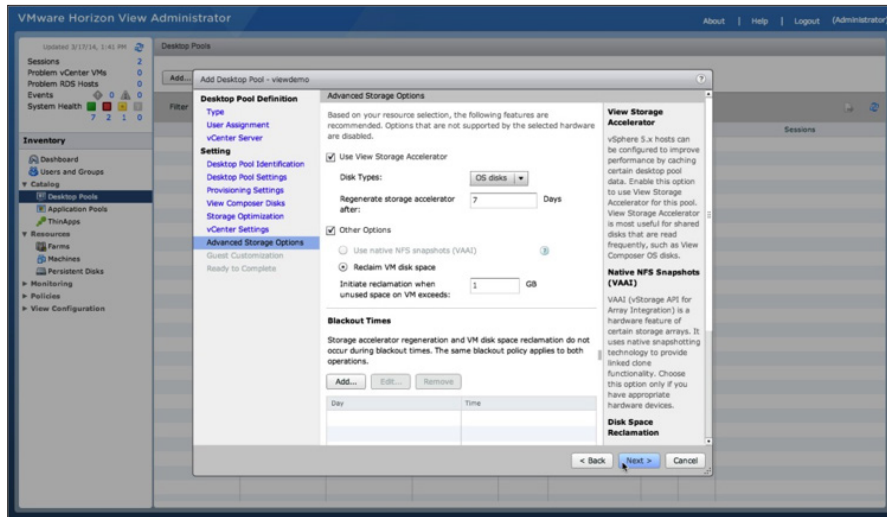 VMware Horizon View Administrator
About | Help | Logout (Administrator
Updated 3/17/14, 1:41 PM
Sessions 2
Problem vCenter VMs 0
Problem RDS Hosts 0
Events 0 0
System Health
7 2 1 0
Inventory
Dashboard
Users and Groups
Catalog
Desktop Pools
Application Pools
ThinApps
Resources
Farms
Machines
Persistent Disks
Monitoring
Policies
View Configuration
Desktop Pools
Add...
Filter
Sessions
Add Desktop Pool - viewdemo
?
Desktop Pool Definition
Type
User Assignment
vCenter Server
Setting
Desktop Pool Identification
Desktop Pool Settings
Provisioning Settings
View Composer Disks
Storage Optimization
vCenter Settings
Advanced Storage Options
Guest Customization
Ready to Complete
Advanced Storage Options
Based on your resource selection, the following features are
recommended. Options that are not supported by the selected hardware
are disabled.
Use View Storage Accelerator
Disk Types: OS disks
Regenerate storage accelerator
after: 7 Days
Other Options
Use native NFS snapshots (VAAI)
Reclaim VM disk space
Initiate reclamation when
unused space on VM exceeds: 1 GB
Blackout Times
Storage accelerator regeneration and VM disk space reclamation do not
occur during blackout times. The same blackout policy applies to both
operations.
Add... Edit... Remove
Day Time
View Storage
Accelerator
vSphere 5.x hosts can
be configured to improve
performance by caching
certain desktop pool
data. Enable this option
to use View Storage
Accelerator for this pool.
View Storage Accelerator
is most useful for shared
disks that are read
frequently, such as View
Composer OS disks.
Native NFS Snapshots
(VAAI)
VAAI (vStorage API for
Array Integration) is a
hardware feature of
certain storage arrays. It
uses native snapshotting
technology to provide
linked clone
functionality. Choose
this option only if you
have appropriate
hardware devices.
Disk Space
Reclamation
< Back Next > Cancel